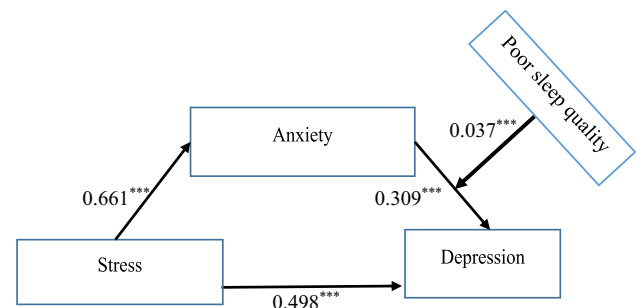 Poor sleep quality
0.037***
Anxiety
0.661***
0.309***
Stress
Depression
0.498***